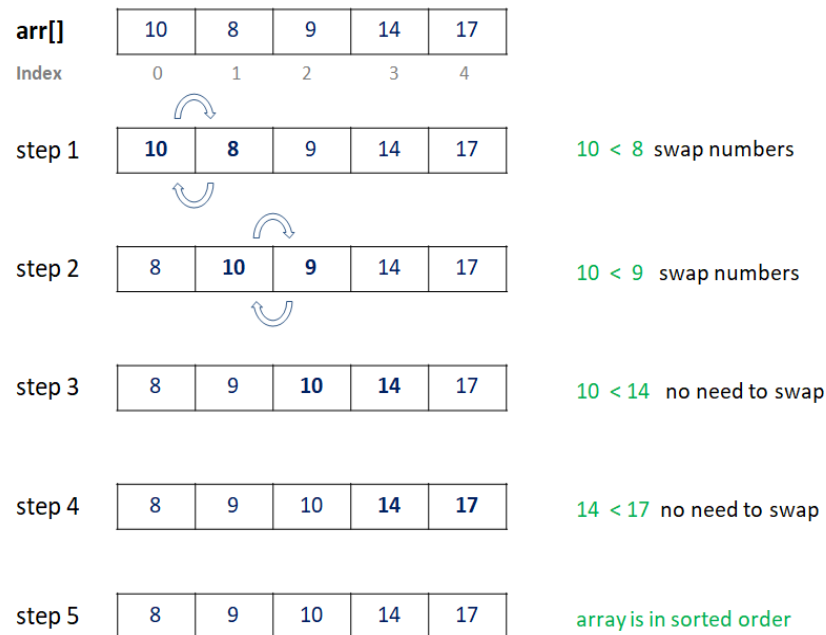 arr[] 10 8 9 14 17
Index 0 1 2 3 4
step 1 10 8 9 14 17 10 < 8 swap numbers
step 2 8 10 9 14 17 10 < 9 swap numbers
step 3 8 9 10 14 17 10 < 14 no need to swap
step 4 8 9 10 14 17 14 < 17 no need to swap
step 5 8 9 10 14 17 array is in sorted order